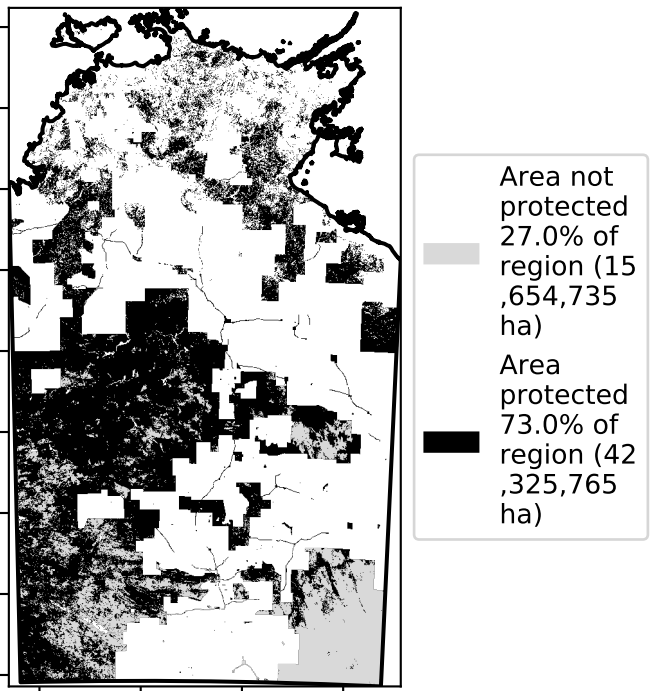 Area not
protected
27.0% of
region (15
,654,735
ha)
Area
protected
73.0% of
region (42
,325,765
ha)